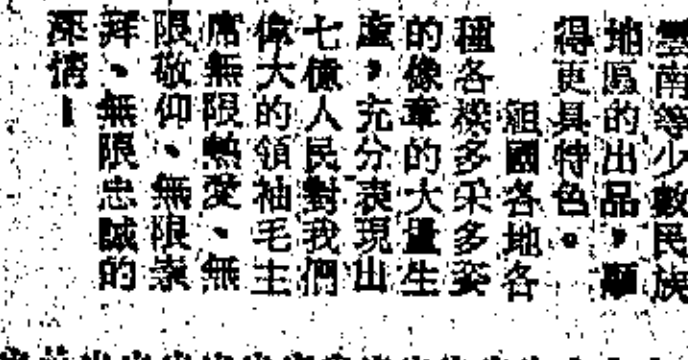 雲南等少數民族
地區的出品，顯
得更具特色。
祖國各地各
種各樣多采多姿
的像章的大量生
產，充分表現出
七億人民對我們
偉大的領袖毛主
席無限熱愛、無
限敬仰、無限崇
拜、無限忠誠的
深情！